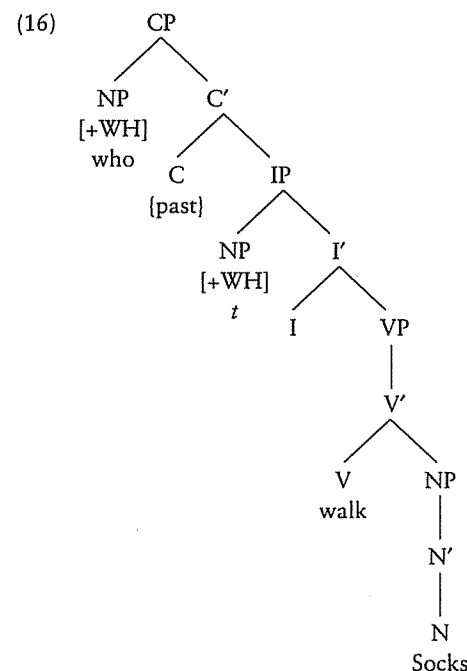 (16) CP
NP C′
[+WH]
who
C IP
{past}
NP I′
[+WH]
t
I VP
V′
V NP
walk
N′
N
Socks